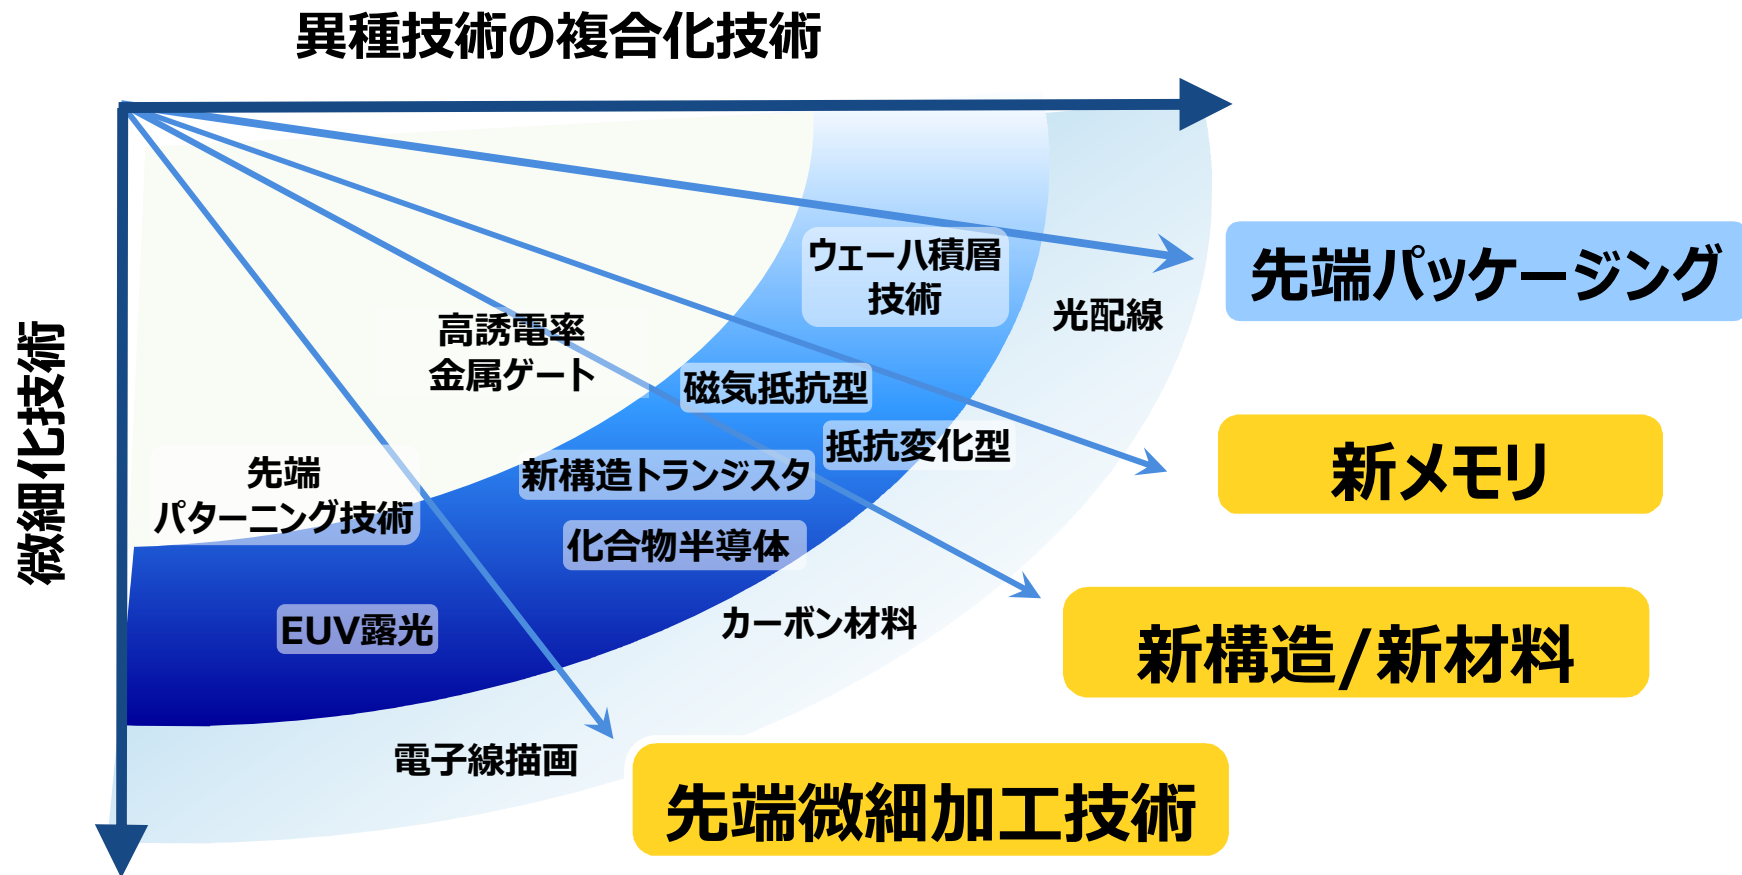 異種技術の複合化技術
微細化技術
ウェーハ積層
技術
光配線
先端パッケージング
高誘電率
金属ゲート
磁気抵抗型
抵抗変化型
新メモリ
先端
パターニング技術
新構造トランジスタ
化合物半導体
EUV露光
カーボン材料
新構造/新材料
電子線描画
先端微細加工技術